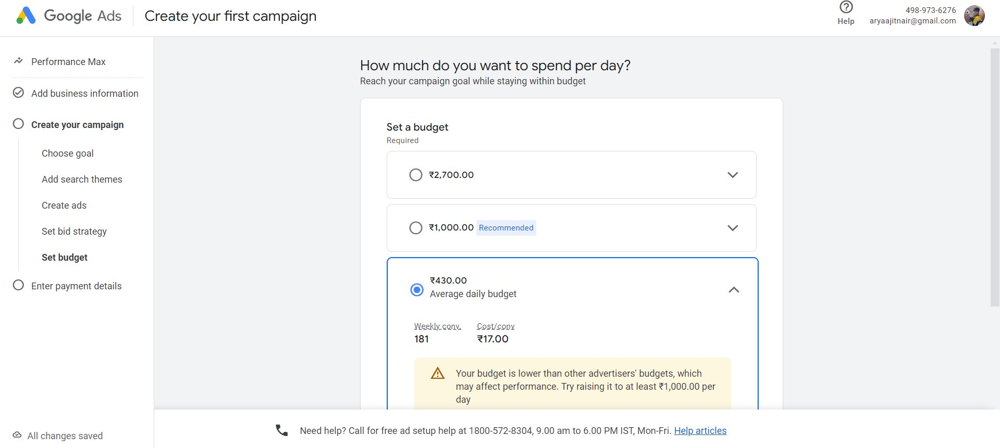 Google Ads
Create your first campaign
Help
498-973-6276
aryaajitnair@gmail.com
Performance Max
Add business information
Create your campaign
Choose goal
Add search themes
Create ads
Set bid strategy
Set budget
Enter payment details
All changes saved
How much do you want to spend per day?
Reach your campaign goal while staying within budget
Set a budget
Required
₹2,700.00
₹1,000.00 Recommended
₹430.00
Average daily budget
Weekly conv. Cost/conv
181 ₹17.00
Your budget is lower than other advertisers' budgets, which
may affect performance. Try raising it to at least ₹1,000.00 per
day
Need help? Call for free ad setup help at 1800-572-8304, 9.00 am to 6.00 PM IST, Mon-Fri. Help articles